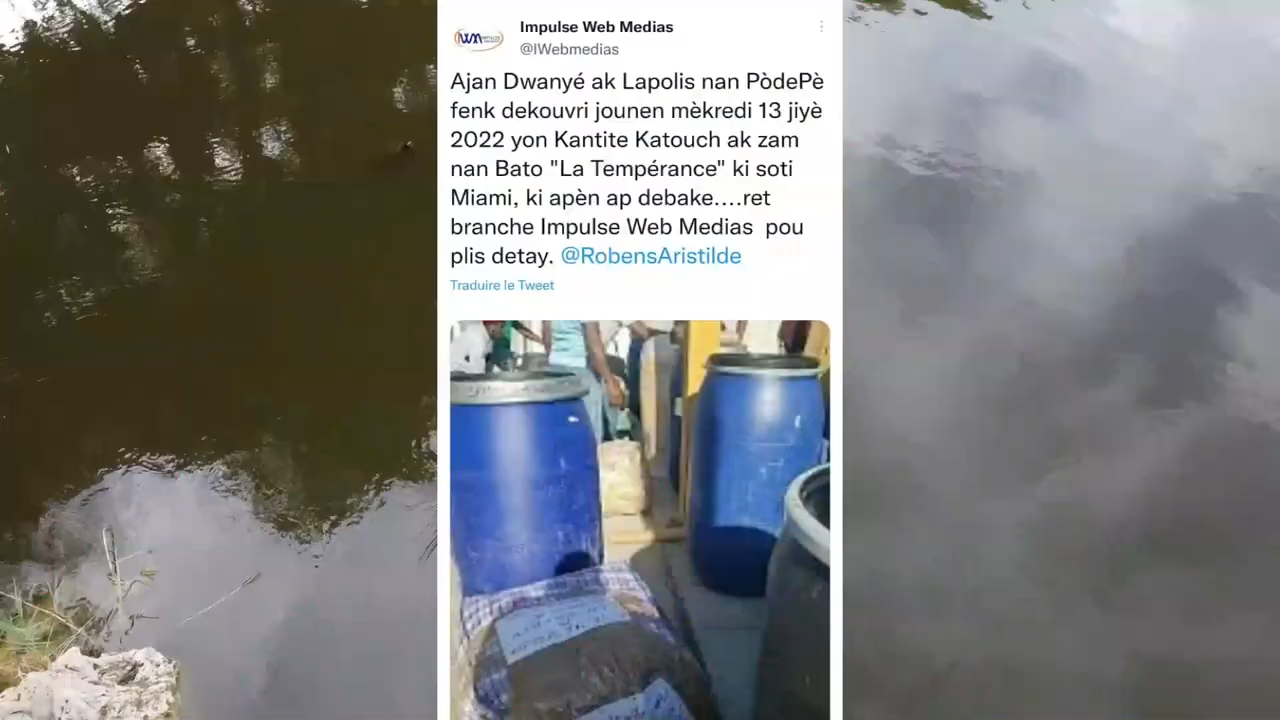 Impulse Web Medias
@IWebmedias
Ajan Dwanyé ak Lapolis nan PòdePè
fenk dekouvri jounen mèkredi 13 jiyè
2022 yon Kantite Katouch ak zam
nan Bato "La Tempérance" ki soti
Miami, ki apèn ap debake....ret
branche Impulse Web Medias pou
plis detay. @RobensAristilde
Traduire le Tweet